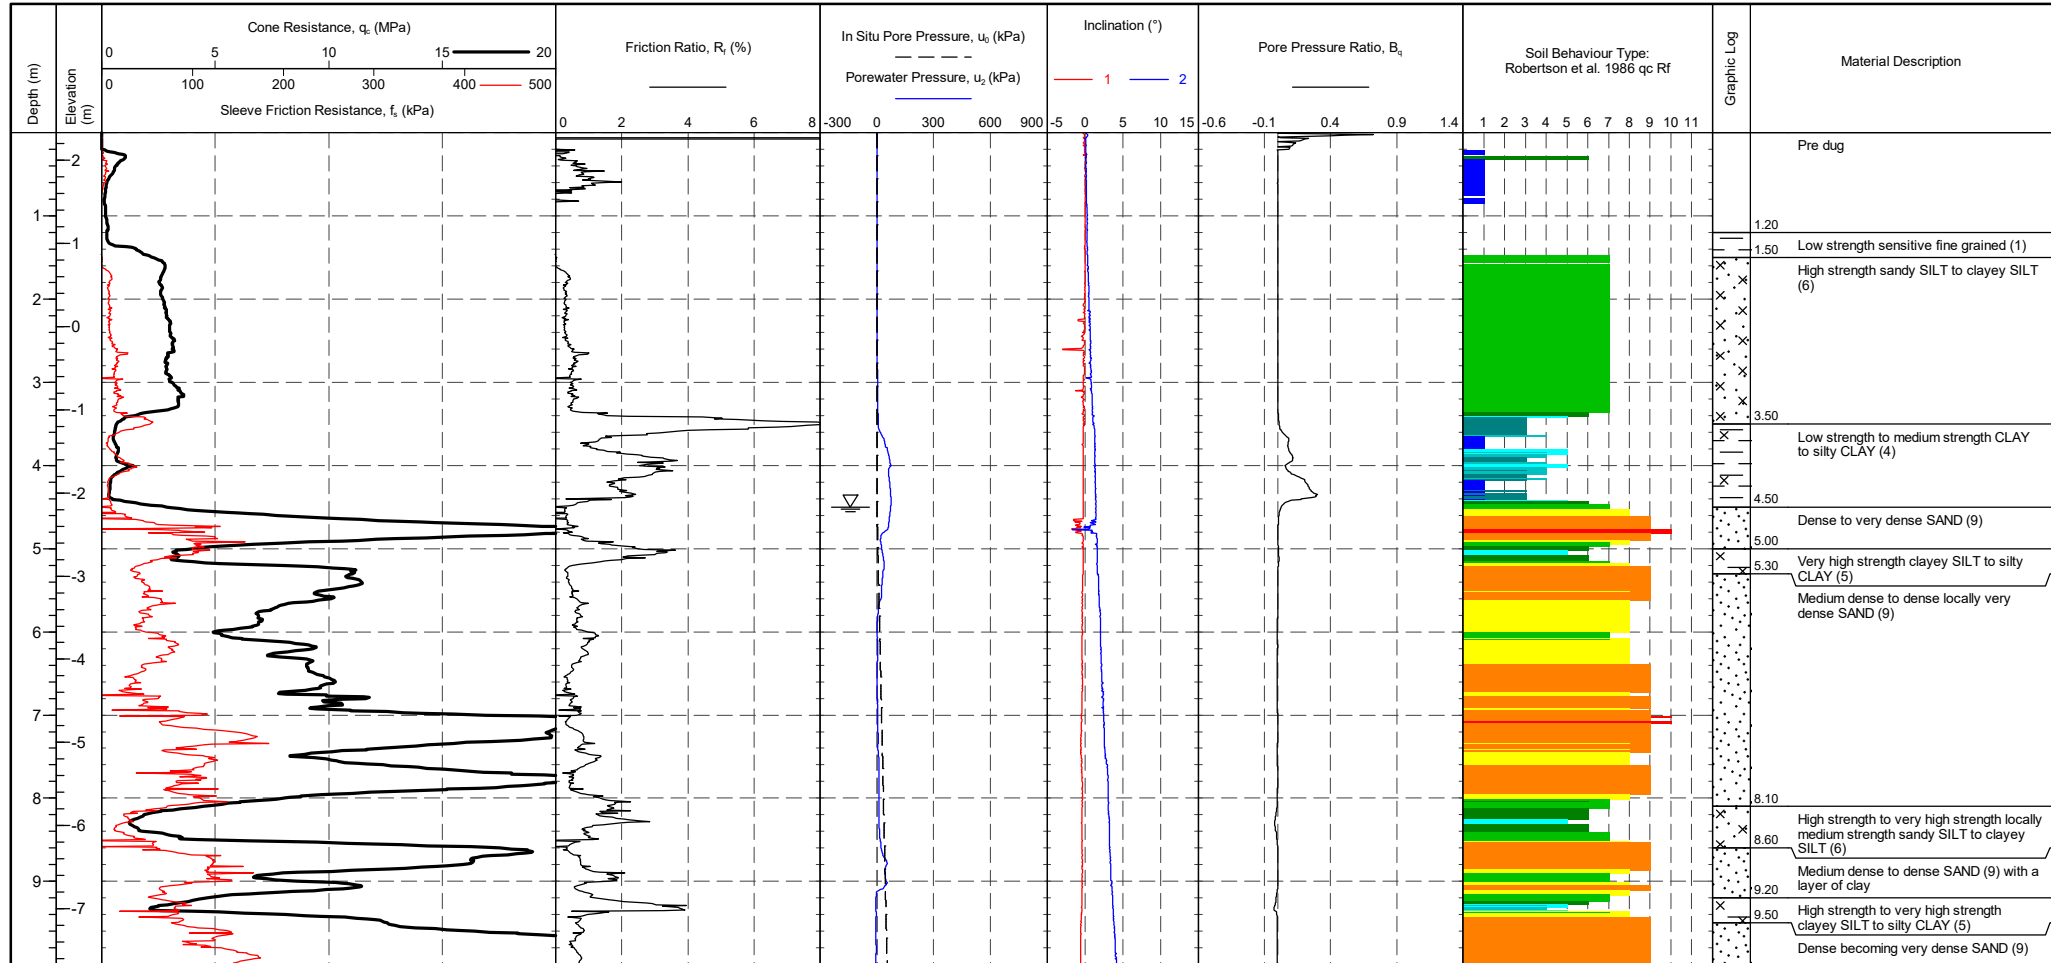 Depth (m)
Elevation (m)
Cone Resistance, qc (MPa)
0 5 10 15 20
0 100 200 300 400 500
Sleeve Friction Resistance, fs (kPa)
Friction Ratio, Rf (%)
0 2 4 6 8
In Situ Pore Pressure, u0 (kPa)
Porewater Pressure, u2 (kPa)
-300 0 300 600 900
Inclination (°)
1 2
-5 0 5 10 15
Pore Pressure Ratio, Bq
-0.6 -0.1 0.4 0.9 1.4
Soil Behaviour Type:
Robertson et al. 1986 qc Rf
1 2 3 4 5 6 7 8 9 10 11
Graphic Log
Material Description
1
2
3
4
5
6
7
8
9
2
1
0
-1
-2
-3
-4
-5
-6
-7
Pre dug
1.20
Low strength sensitive fine grained (1)
1.50
High strength sandy SILT to clayey SILT
(6)
3.50
Low strength to medium strength CLAY
to silty CLAY (4)
4.50
Dense to very dense SAND (9)
5.00
Very high strength clayey SILT to silty
CLAY (5)
5.30
Medium dense to dense locally very
dense SAND (9)
8.10
High strength to very high strength locally
medium strength sandy SILT to clayey
SILT (6)
8.60
Medium dense to dense SAND (9) with a
layer of clay
9.20
High strength to very high strength
clayey SILT to silty CLAY (5)
9.50
Dense becoming very dense SAND (9)